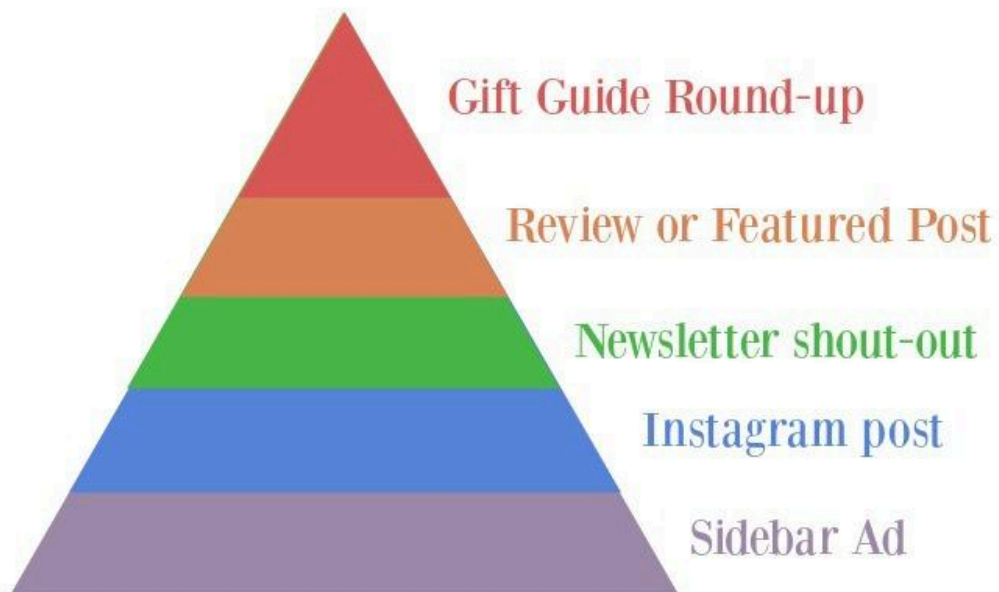 Gift Guide Round-up
Review or Featured Post
Newsletter shout-out
Instagram post
Sidebar Ad